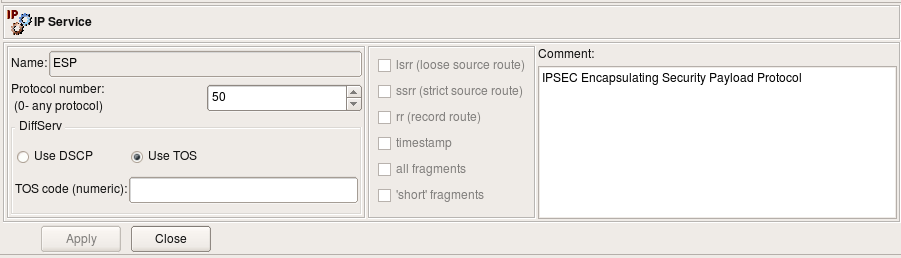 IP
IP Service
Name: ESP
Protocol number:
(0- any protocol)
50
DiffServ
Use DSCP
Use TOS
TOS code (numeric):
lsrr (loose source route)
ssrr (strict source route)
rr (record route)
timestamp
all fragments
'short' fragments
Comment:
IPSEC Encapsulating Security Payload Protocol
Apply
Close